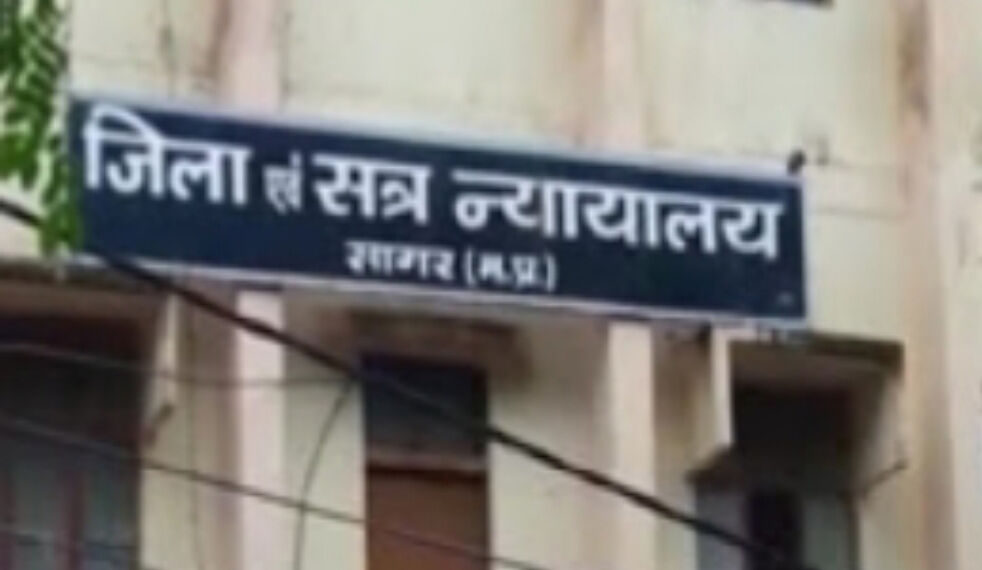 जिला एवं सत्र न्यायालय
सागर (म.प्र.)